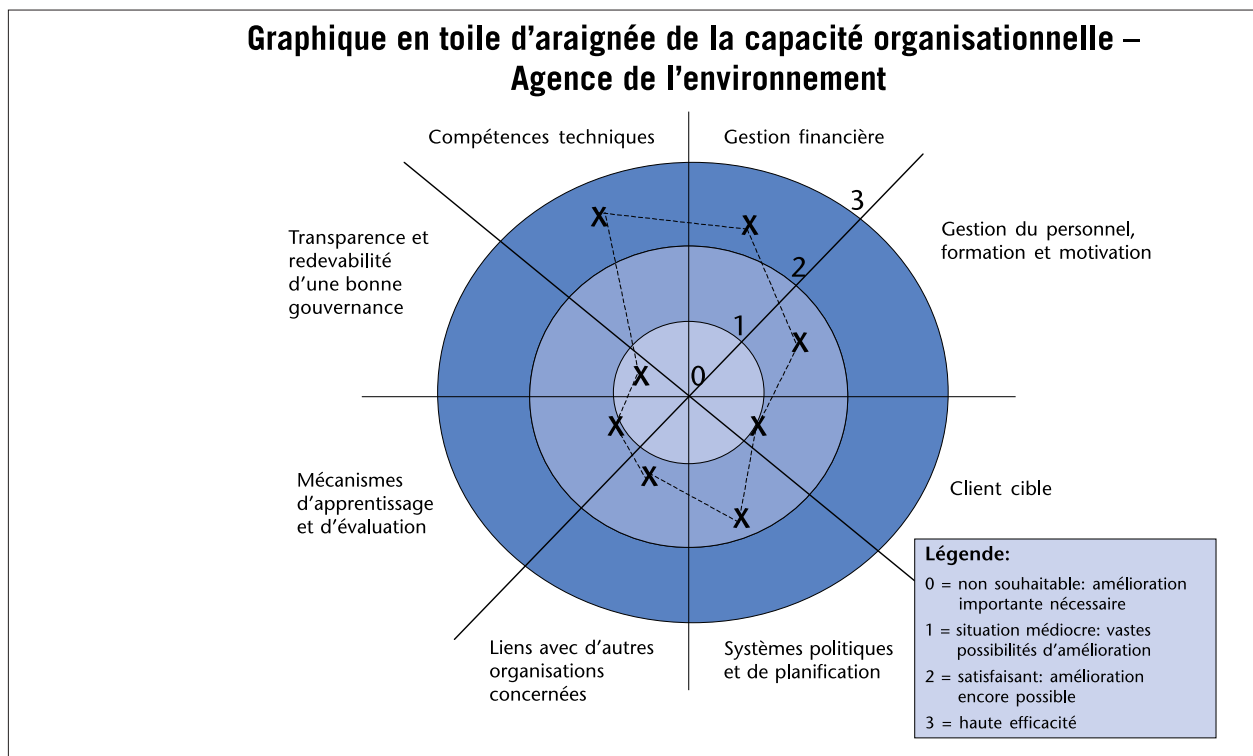 Graphique en toile d'araignée de la capacité organisationnelle –
Agence de l'environnement
Compétences techniques
Gestion financière
3
Transparence et
redevabilité
d'une bonne
gouvernance
Gestion du personnel,
formation et motivation
2
1
X
X
X
X
0
X
X
X
X
Mécanismes
d'apprentissage
et d'évaluation
Client cible
Liens avec d'autres
organisations
concernées
Systèmes politiques
et de planification
Légende:
0 = non souhaitable: amélioration
importante nécessaire
1 = situation médiocre: vastes
possibilités d'amélioration
2 = satisfaisant: amélioration
encore possible
3 = haute efficacité